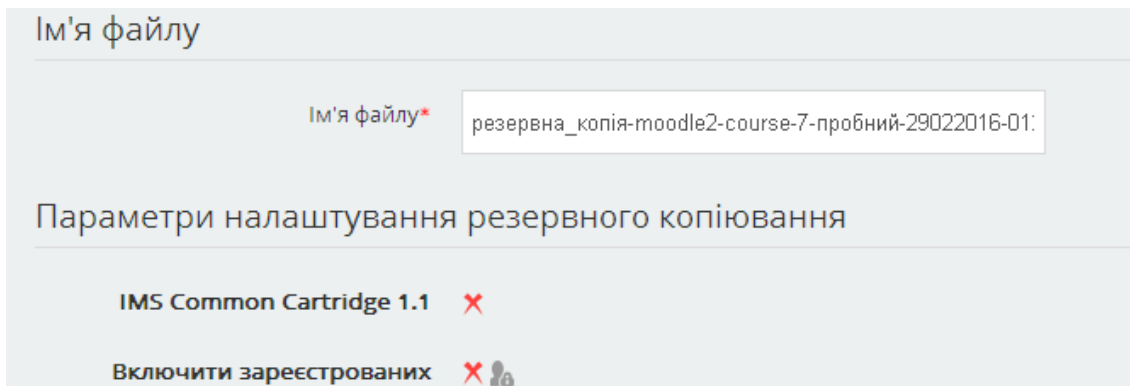 Ім'я файлу
Ім'я файлу*
резервна_копія-moodle2-course-7-пробний-29022016-01
Параметри налаштування резервного копіювання
IMS Common Cartridge 1.1
Включити зареєстрованих